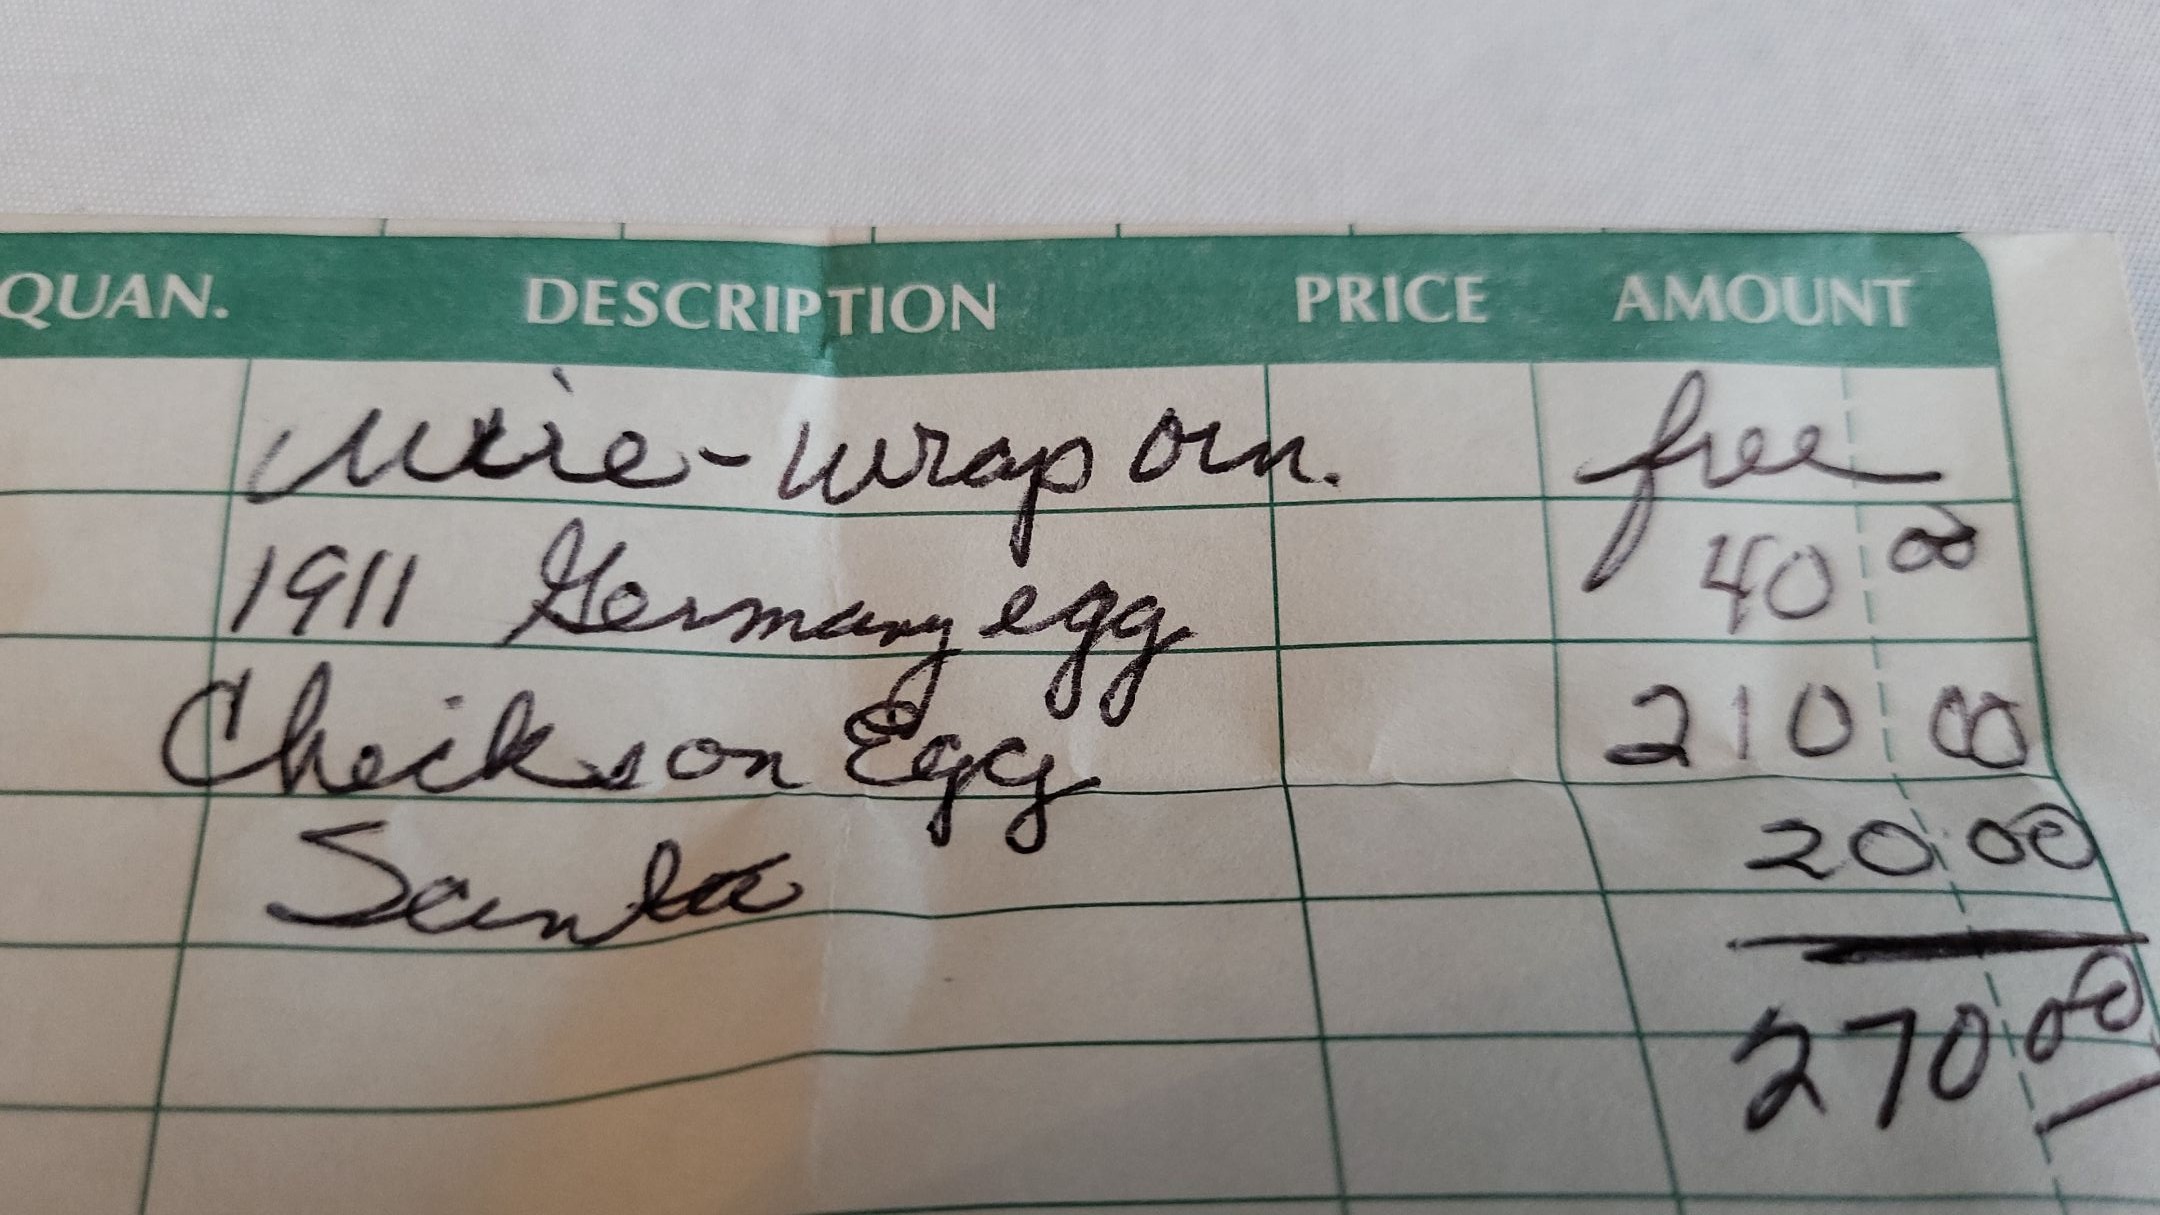 QUAN. DESCRIPTION PRICE AMOUNT
Wire-wrap orn. free
1911 Germany egg 40 00
Chicks on Egg 210 00
Santa 20 00
270 00